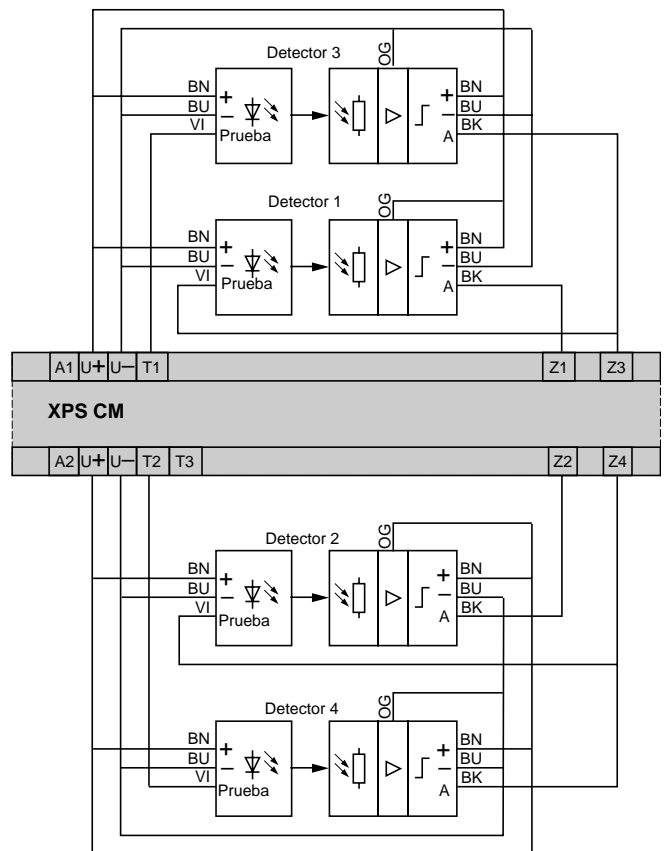 Detector 3
OG
BN
BU
VI
+
−
Prueba
+
−
A
BN
BU
BK
Detector 1
OG
BN
BU
VI
+
−
Prueba
+
−
A
BN
BU
BK
A1 U+ U− T1 Z1 Z3
XPS CM
A2 U+ U− T2 T3 Z2 Z4
Detector 2
OG
BN
BU
VI
+
−
Prueba
+
−
A
BN
BU
BK
Detector 4
OG
BN
BU
VI
+
−
Prueba
+
−
A
BN
BU
BK